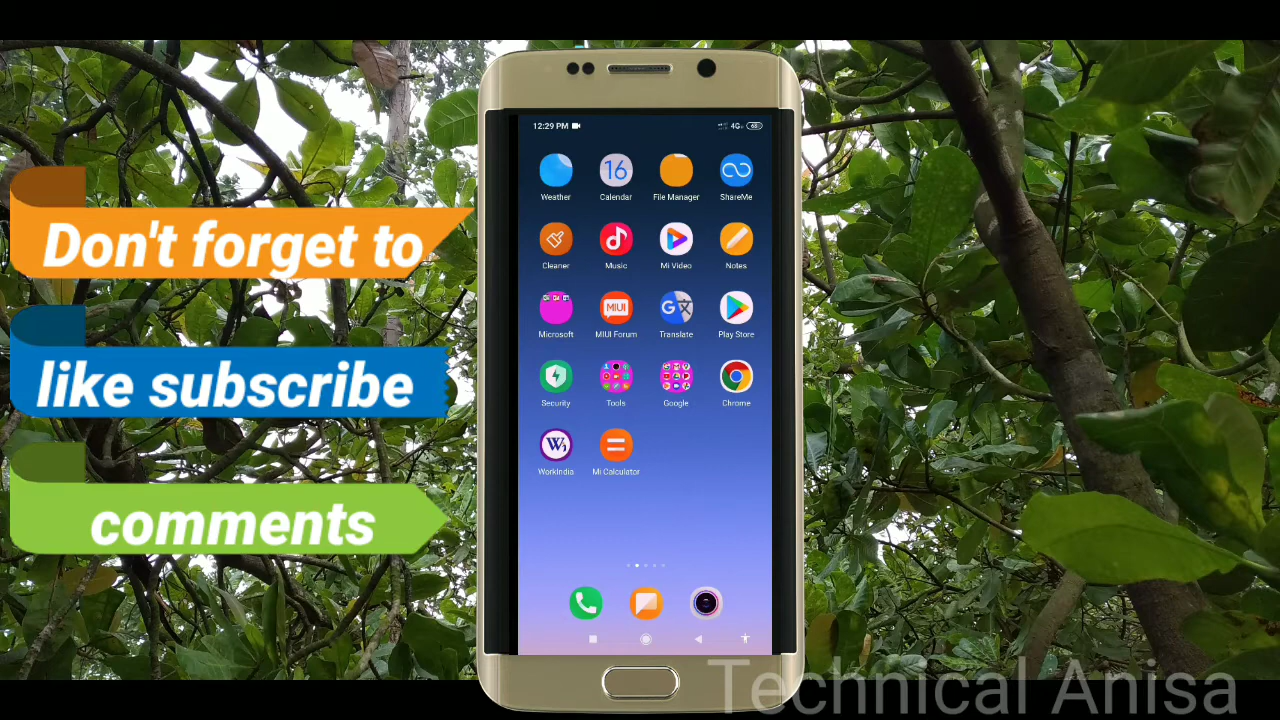 Don't forget to
like subscribe
comments
12:29 PM
4G+ 68
Weather
16
Calendar
File Manager
ShareMe
Cleaner
Music
Mi Video
Notes
Microsoft
MIUI
MIUI Forum
G
Translate
Play Store
Security
Tools
Google
Chrome
W
WorkIndia
Mi Calculator
Technical Anisa